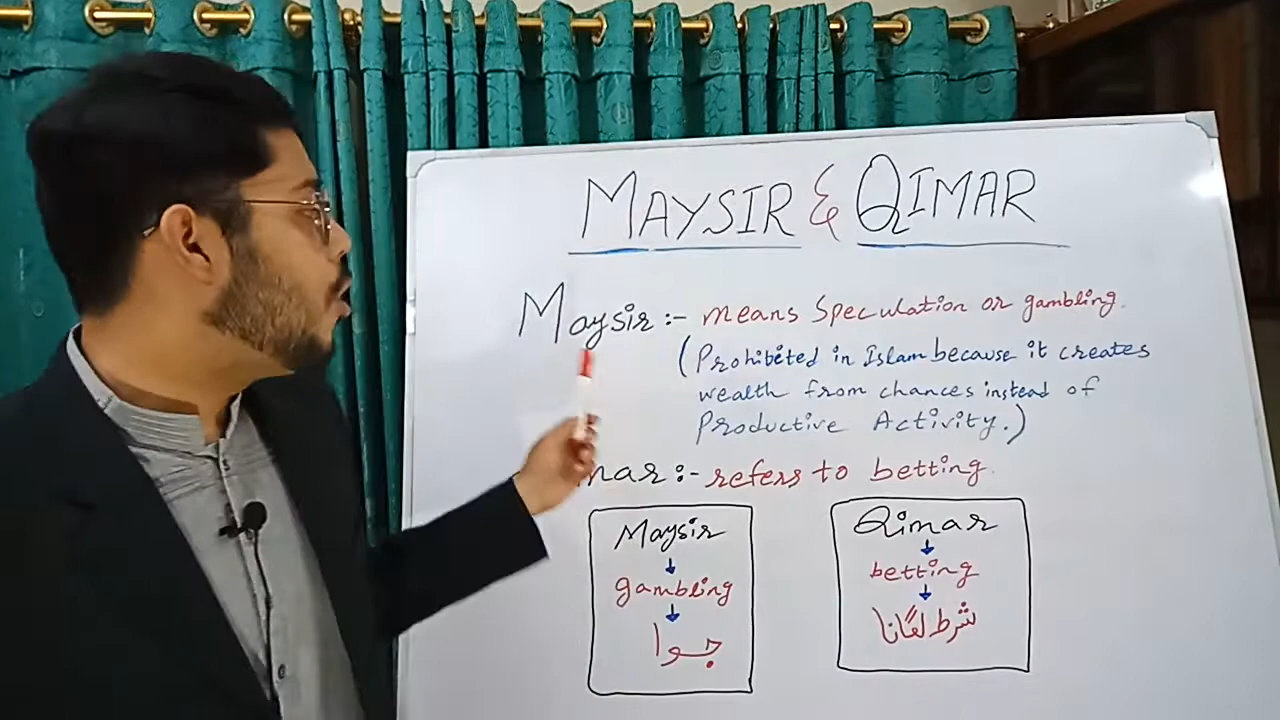 MAYSIR & QIMAR
Maysir :- means Speculation or gambling.
(Prohibited in Islam because it creates
wealth from chances instead of
Productive Activity.)
mar :- refers to betting.
Maysir
gambling
جوا
Qimar
betting
شرط لگانا